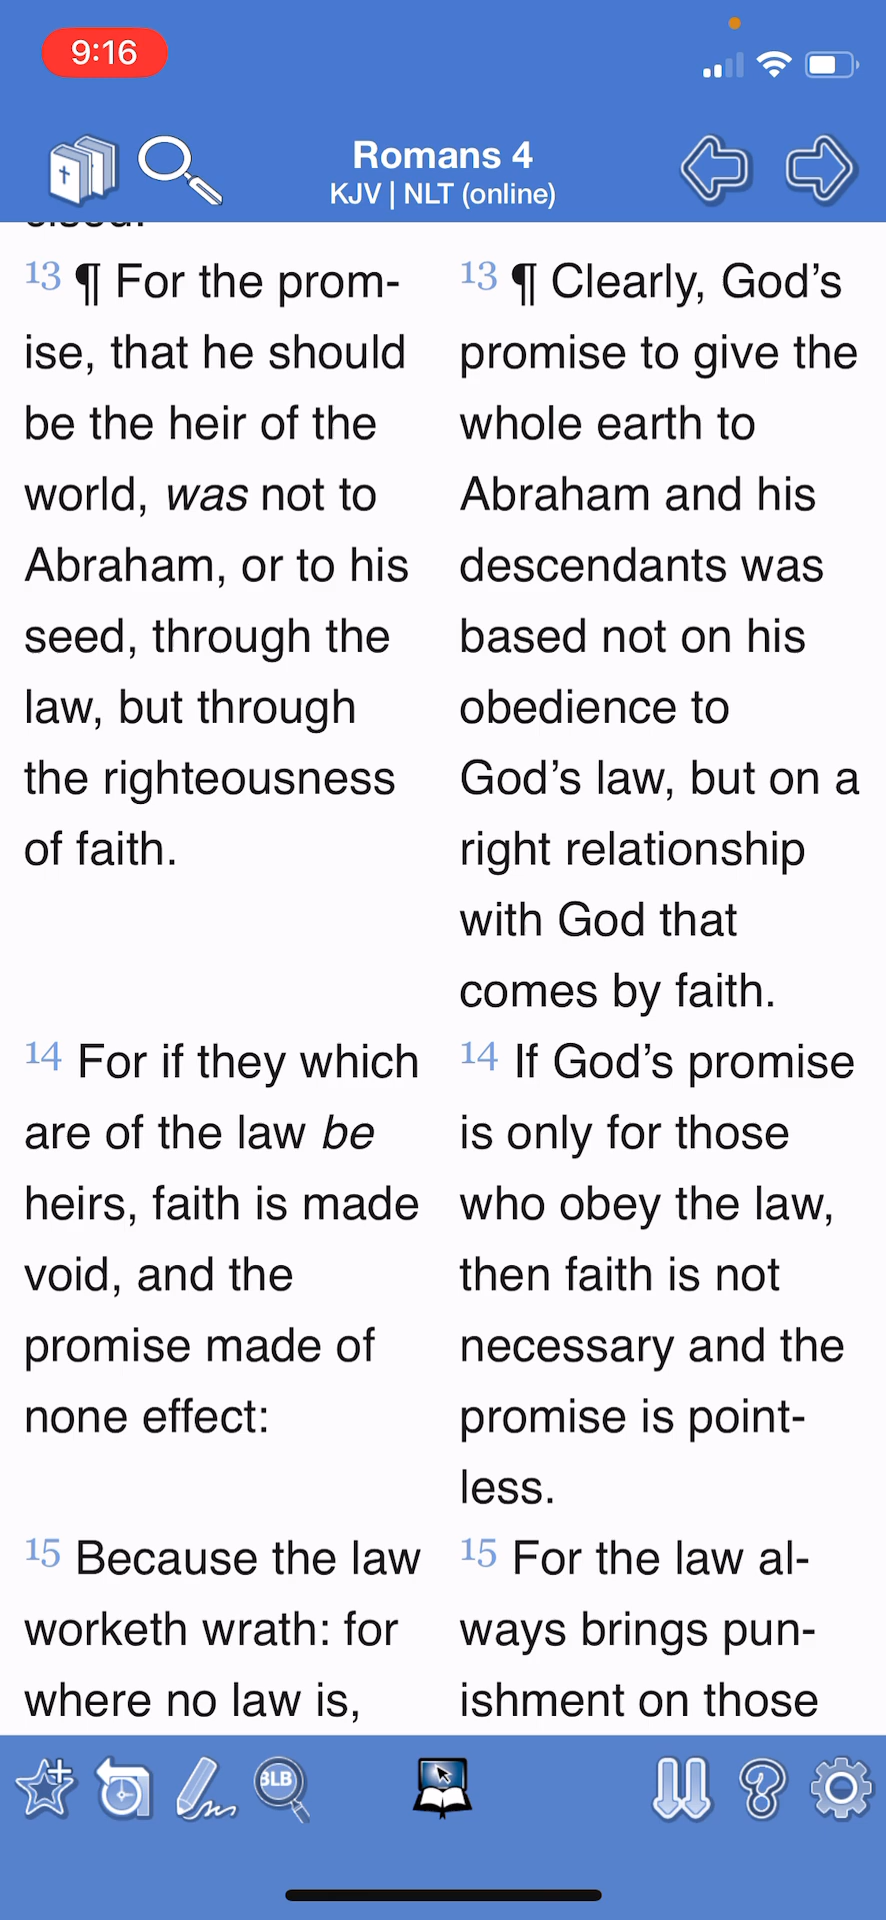 9:16
Romans 4
KJV | NLT (online)
13 ¶ For the prom-
ise, that he should
be the heir of the
world, was not to
Abraham, or to his
seed, through the
law, but through
the righteousness
of faith.
14 For if they which
are of the law be
heirs, faith is made
void, and the
promise made of
none effect:
15 Because the law
worketh wrath: for
where no law is,
13 ¶ Clearly, God’s
promise to give the
whole earth to
Abraham and his
descendants was
based not on his
obedience to
God’s law, but on a
right relationship
with God that
comes by faith.
14 If God’s promise
is only for those
who obey the law,
then faith is not
necessary and the
promise is point-
less.
15 For the law al-
ways brings pun-
ishment on those
BLB